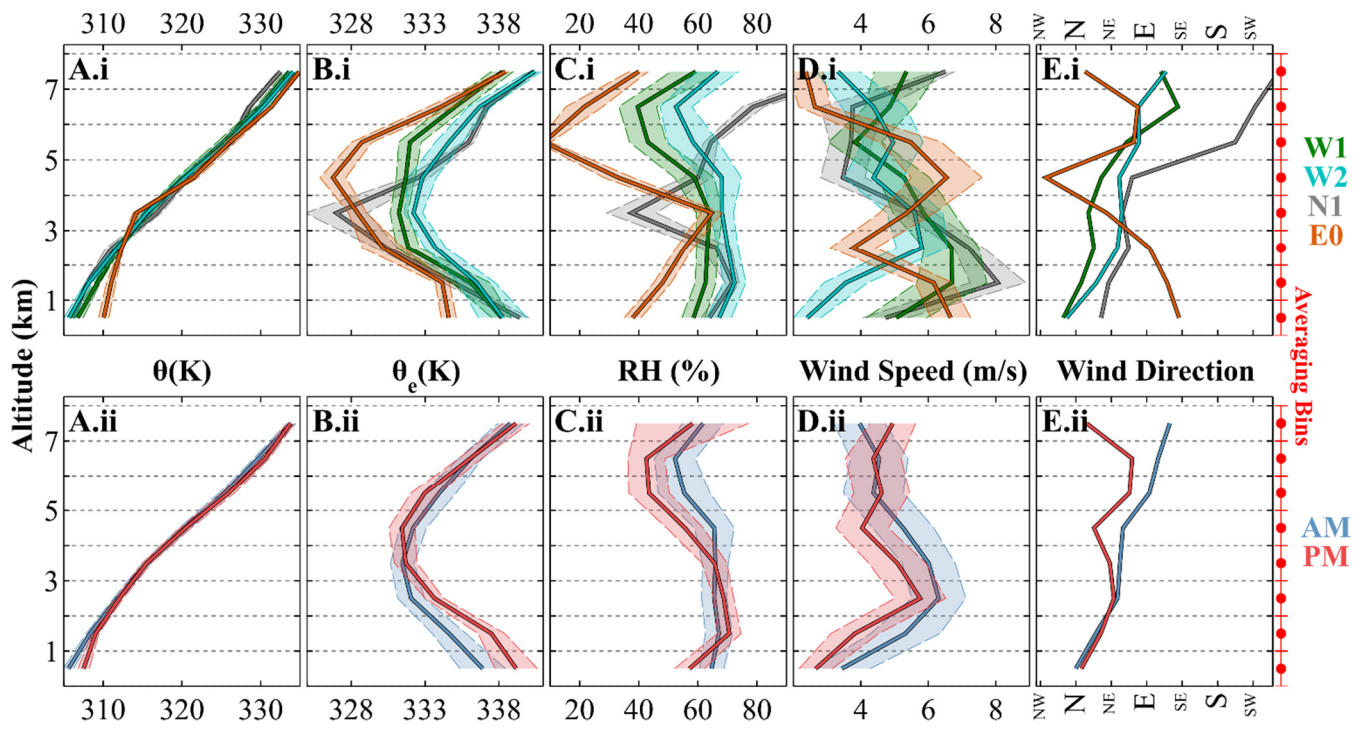 310 320 330 328 333 338 20 40 60 80 4 6 8 NW N NE E SE S SW
A.i B.i C.i D.i E.i
7
5
3
1
W1
W2
N1
E0
Altitude (km)
Averaging Bins
θ(K) θe(K) RH (%) Wind Speed (m/s) Wind Direction
A.ii B.ii C.ii D.ii E.ii
7
5
3
1
AM
PM
310 320 330 328 333 338 20 40 60 80 4 6 8 NW N NE E SE S SW